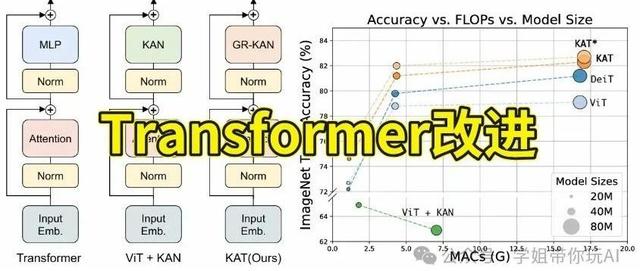 MLP
Norm
Attention
Norm
Input
Emb.
Transformer
KAN
Norm
Norm
Input
Emb.
ViT + KAN
GR-KAN
Norm
Norm
Input
Emb.
KAT(Ours)
Transformer改进
Accuracy vs. FLOPs vs. Model Size
Accuracy (%)
ImageNet
82
80
78
76
74
72
64
62
KAT*
KAT
DeiT
ViT
ViT + KAN
Model Sizes
20M
40M
80M
0.0
2.5
5.0
7.5
10.0
12.5
15.0
17.5
20.0
MACs (G)
学姐带你玩AI